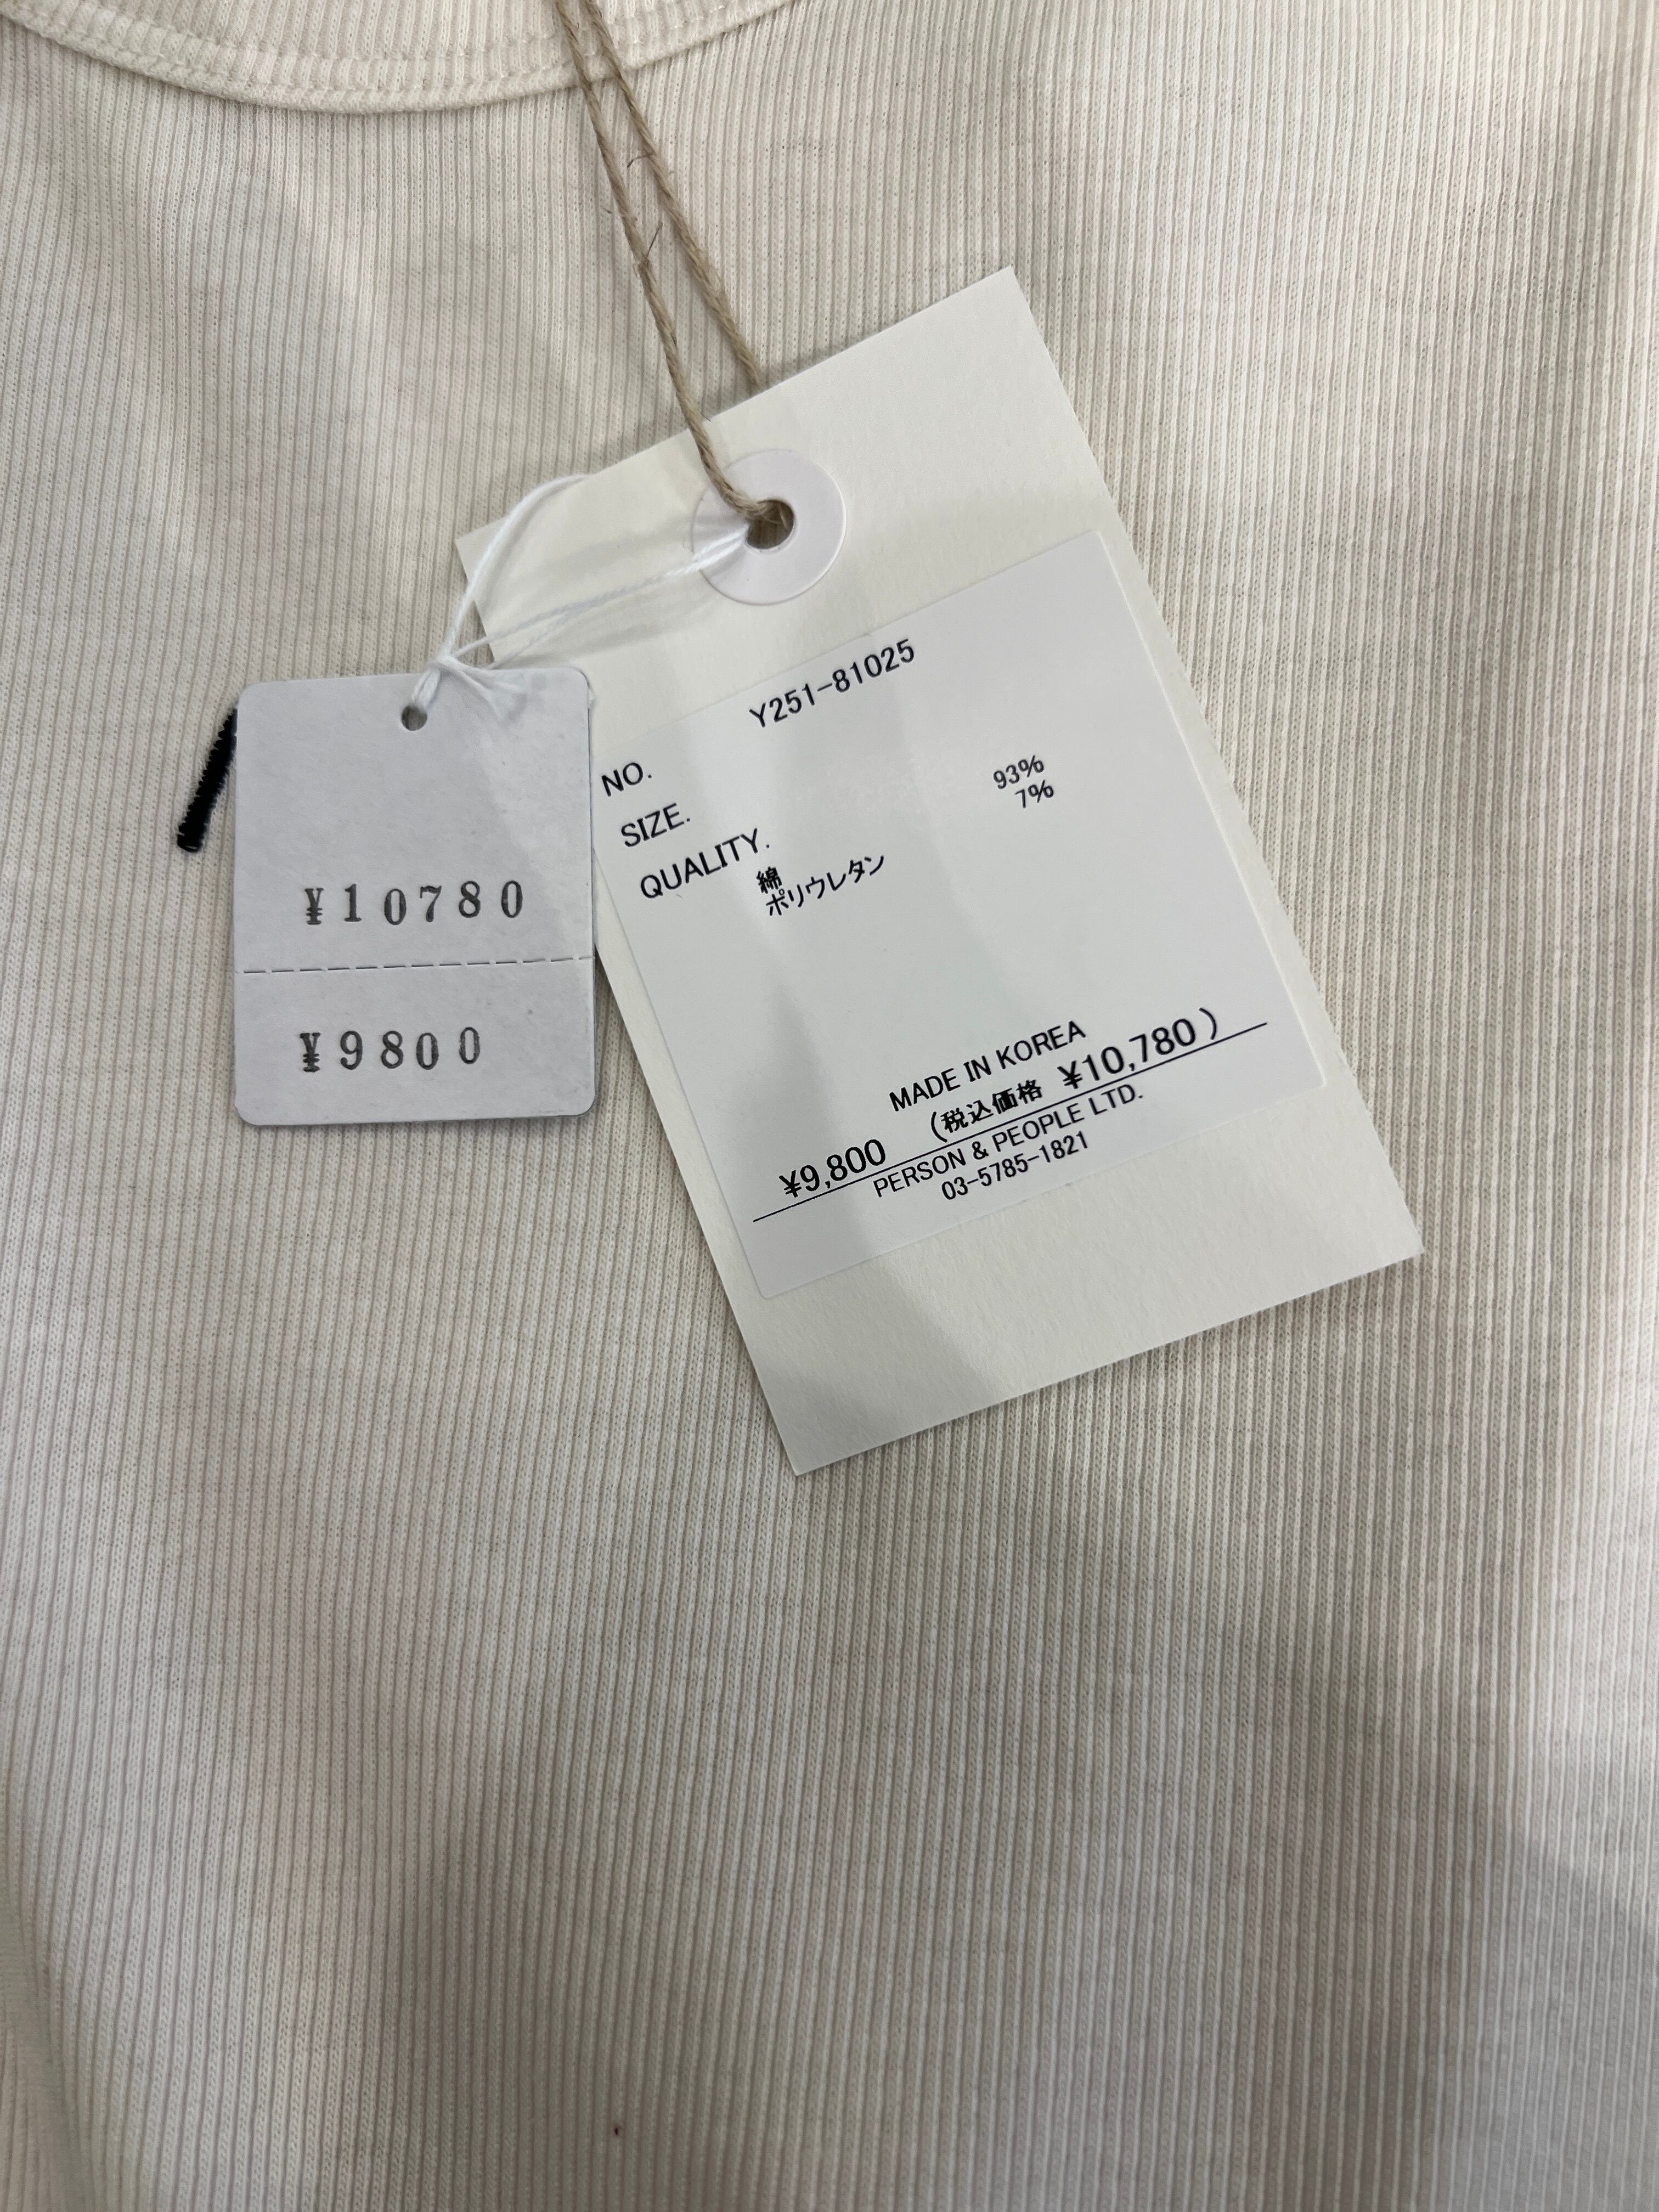 ¥10780
¥9800
NO. Y251-81025
SIZE.
QUALITY.
綿 93%
ポリウレタン 7%
MADE IN KOREA
¥9,800 (税込価格 ¥10,780)
PERSON & PEOPLE LTD.
03-5785-1821